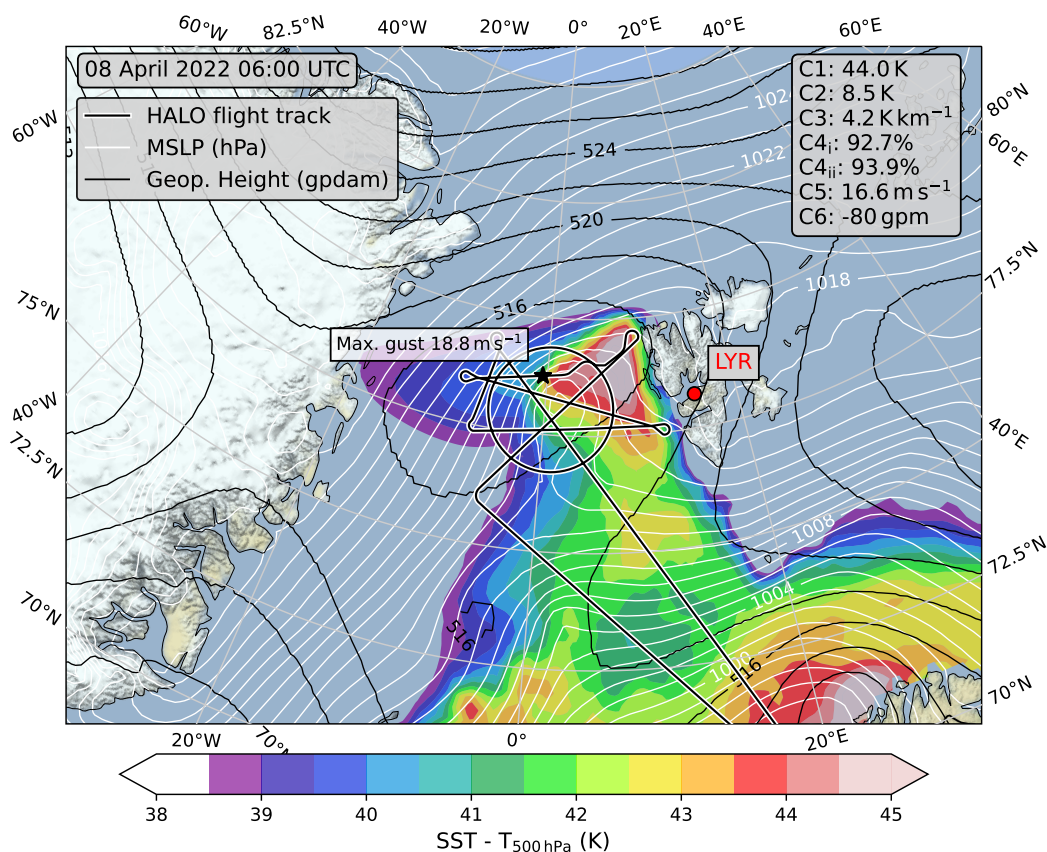 60°W 82.5°N 40°W 20°W 0° 20°E 40°E 60°E
08 April 2022 06:00 UTC
HALO flight track
MSLP (hPa)
Geop. Height (gpdam)
C1: 44.0 K
C2: 8.5 K
C3: 4.2 K km⁻¹
C4ᵢ: 92.7%
C4ᵢᵢ: 93.9%
C5: 16.6 m s⁻¹
C6: -80 gpm
80°N
60°W
60°E
1024
1022
524
520
77.5°N
1018
75°N
516
Max. gust 18.8 m s⁻¹
LYR
40°W
40°E
72.5°N
1008
72.5°N
1004
70°N
516
1000
516
70°N
20°W 70°N 0° 20°E
38 39 40 41 42 43 44 45
SST - T₅₀₀ ₕPₐ (K)